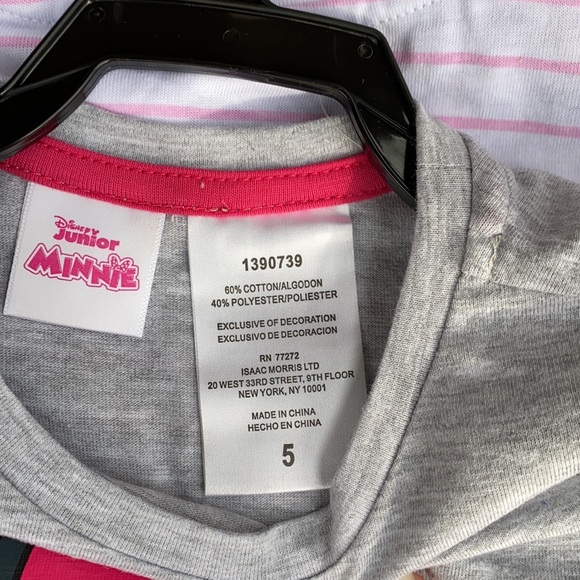 Disney
Junior
MINNIE
1390739
60% COTTON/ALGODON
40% POLYESTER/POLIESTER
EXCLUSIVE OF DECORATION
EXCLUSIVO DE DECORACION
RN 77272
ISAAC MORRIS LTD
20 WEST 33RD STREET, 9TH FLOOR
NEW YORK, NY 10001
MADE IN CHINA
HECHO EN CHINA
5